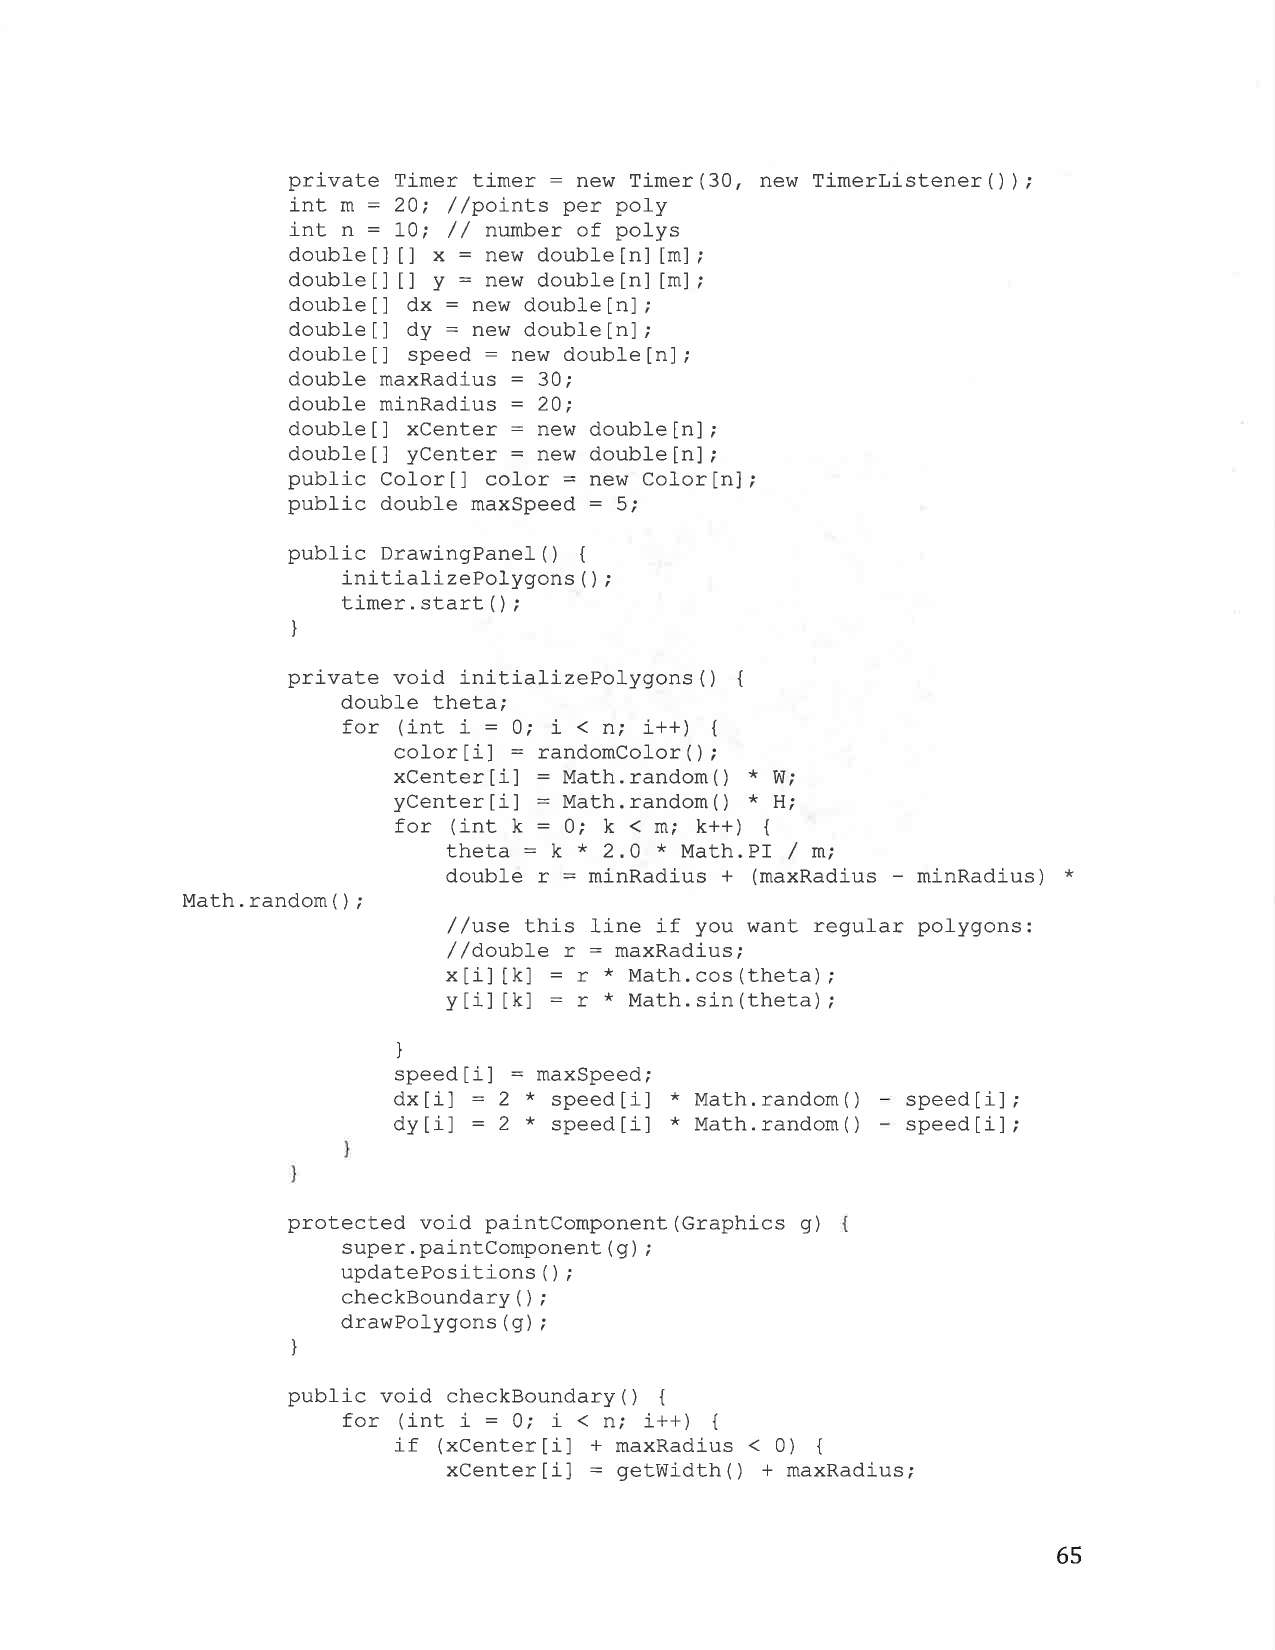 private Timer timer = new Timer(30, new TimerListener());
int m = 20; //points per poly
int n = 10; // number of polys
double[][] x = new double[n][m];
double[][] y = new double[n][m];
double[] dx = new double[n];
double[] dy = new double[n];
double[] speed = new double[n];
double maxRadius = 30;
double minRadius = 20;
double[] xCenter = new double[n];
double[] yCenter = new double[n];
public Color[] color = new Color[n];
public double maxSpeed = 5;

public DrawingPanel() {
    initializePolygons();
    timer.start();
}

private void initializePolygons() {
    double theta;
    for (int i = 0; i < n; i++) {
        color[i] = randomColor();
        xCenter[i] = Math.random() * W;
        yCenter[i] = Math.random() * H;
        for (int k = 0; k < m; k++) {
            theta = k * 2.0 * Math.PI / m;
            double r = minRadius + (maxRadius - minRadius) *
Math.random();
            //use this line if you want regular polygons:
            //double r = maxRadius;
            x[i][k] = r * Math.cos(theta);
            y[i][k] = r * Math.sin(theta);

        }
        speed[i] = maxSpeed;
        dx[i] = 2 * speed[i] * Math.random() - speed[i];
        dy[i] = 2 * speed[i] * Math.random() - speed[i];
    }
}

protected void paintComponent(Graphics g) {
    super.paintComponent(g);
    updatePositions();
    checkBoundary();
    drawPolygons(g);
}

public void checkBoundary() {
    for (int i = 0; i < n; i++) {
        if (xCenter[i] + maxRadius < 0) {
            xCenter[i] = getWidth() + maxRadius;

65